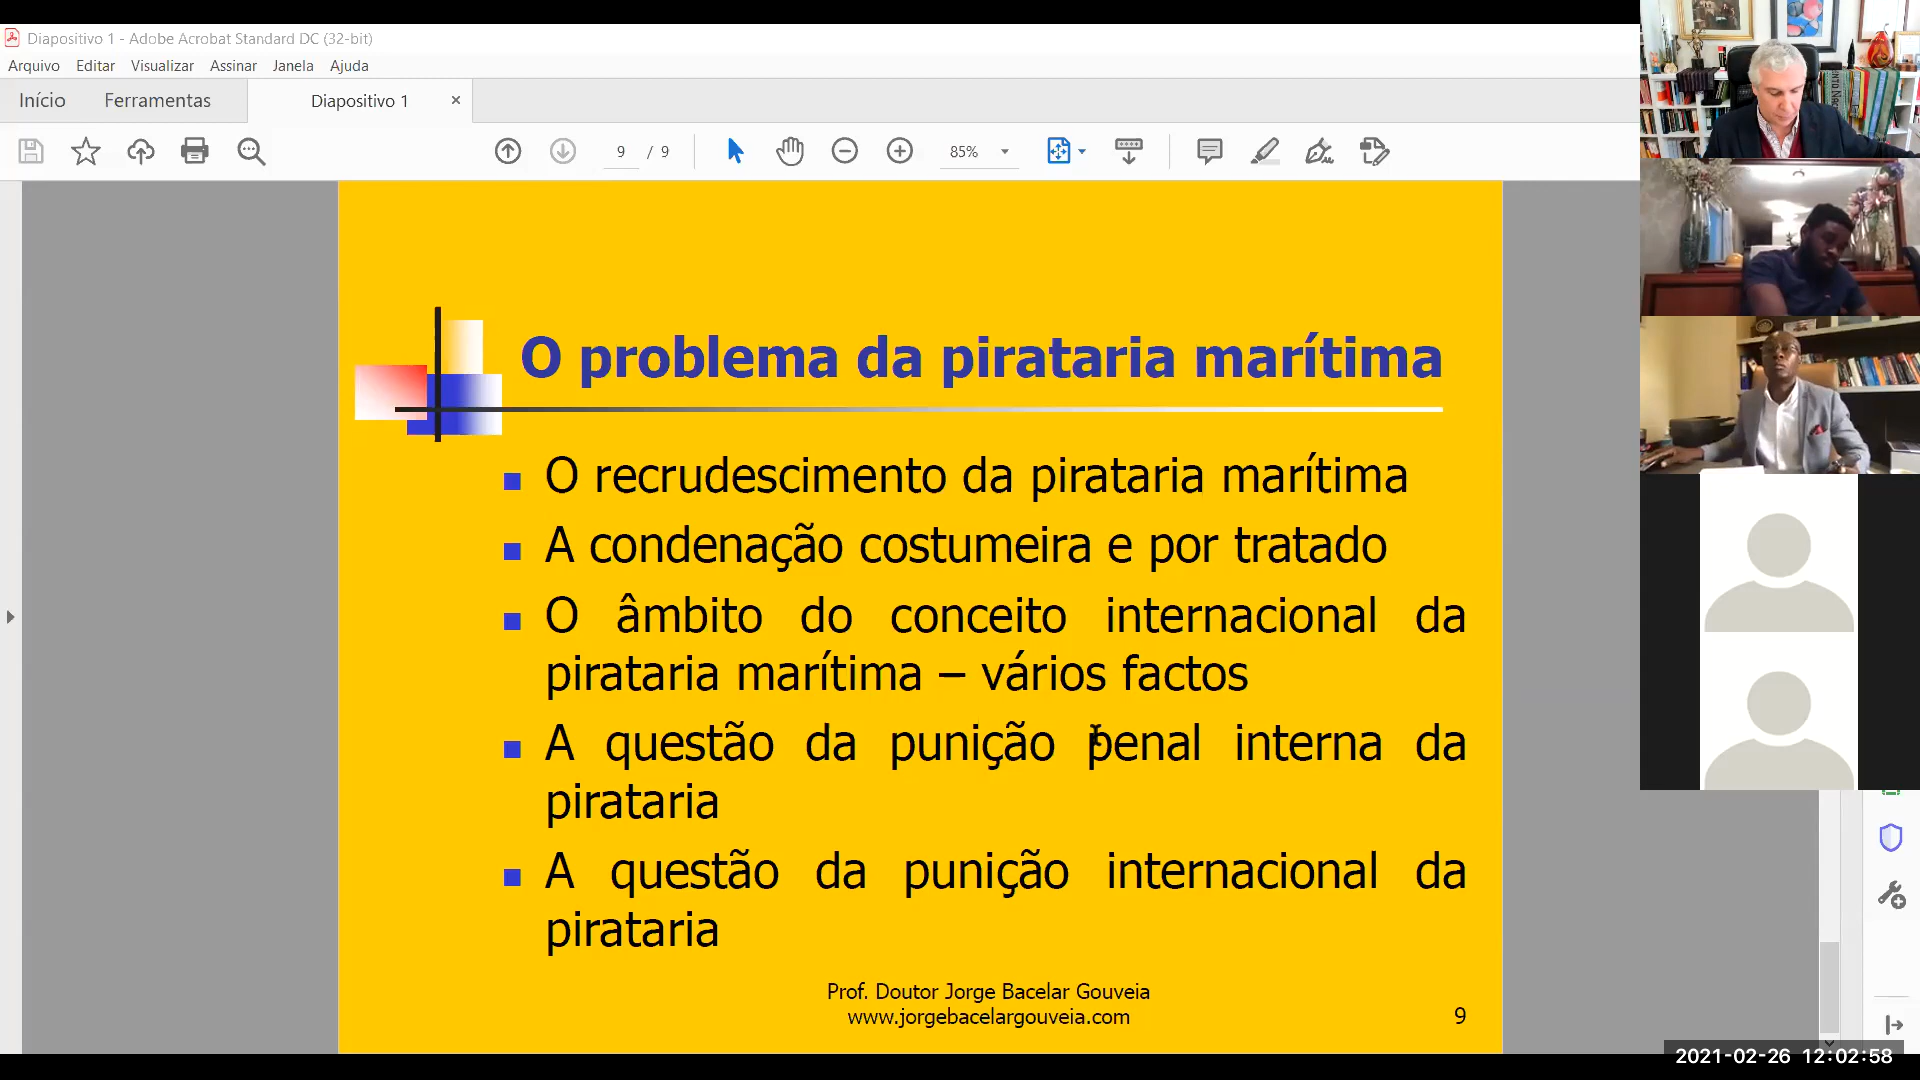 Diapositivo 1 - Adobe Acrobat Standard DC (32-bit)
Arquivo Editar Visualizar Assinar Janela Ajuda
Início Ferramentas Diapositivo 1 ×
9 / 9 85%
O problema da pirataria marítima
O recrudescimento da pirataria marítima
A condenação costumeira e por tratado
O âmbito do conceito internacional da
pirataria marítima – vários factos
A questão da punição penal interna da
pirataria
A questão da punição internacional da
pirataria
Prof. Doutor Jorge Bacelar Gouveia
www.jorgebacelargouveia.com
9
2021-02-26 12:02:58